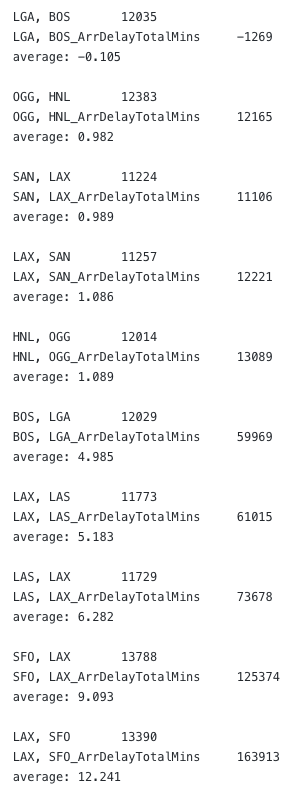 LGA, BOS 12035
LGA, BOS_ArrDelayTotalMins -1269
average: -0.105
OGG, HNL 12383
OGG, HNL_ArrDelayTotalMins 12165
average: 0.982
SAN, LAX 11224
SAN, LAX_ArrDelayTotalMins 11106
average: 0.989
LAX, SAN 11257
LAX, SAN_ArrDelayTotalMins 12221
average: 1.086
HNL, OGG 12014
HNL, OGG_ArrDelayTotalMins 13089
average: 1.089
BOS, LGA 12029
BOS, LGA_ArrDelayTotalMins 59969
average: 4.985
LAX, LAS 11773
LAX, LAS_ArrDelayTotalMins 61015
average: 5.183
LAS, LAX 11729
LAS, LAX_ArrDelayTotalMins 73678
average: 6.282
SFO, LAX 13788
SFO, LAX_ArrDelayTotalMins 125374
average: 9.093
LAX, SFO 13390
LAX, SFO_ArrDelayTotalMins 163913
average: 12.241